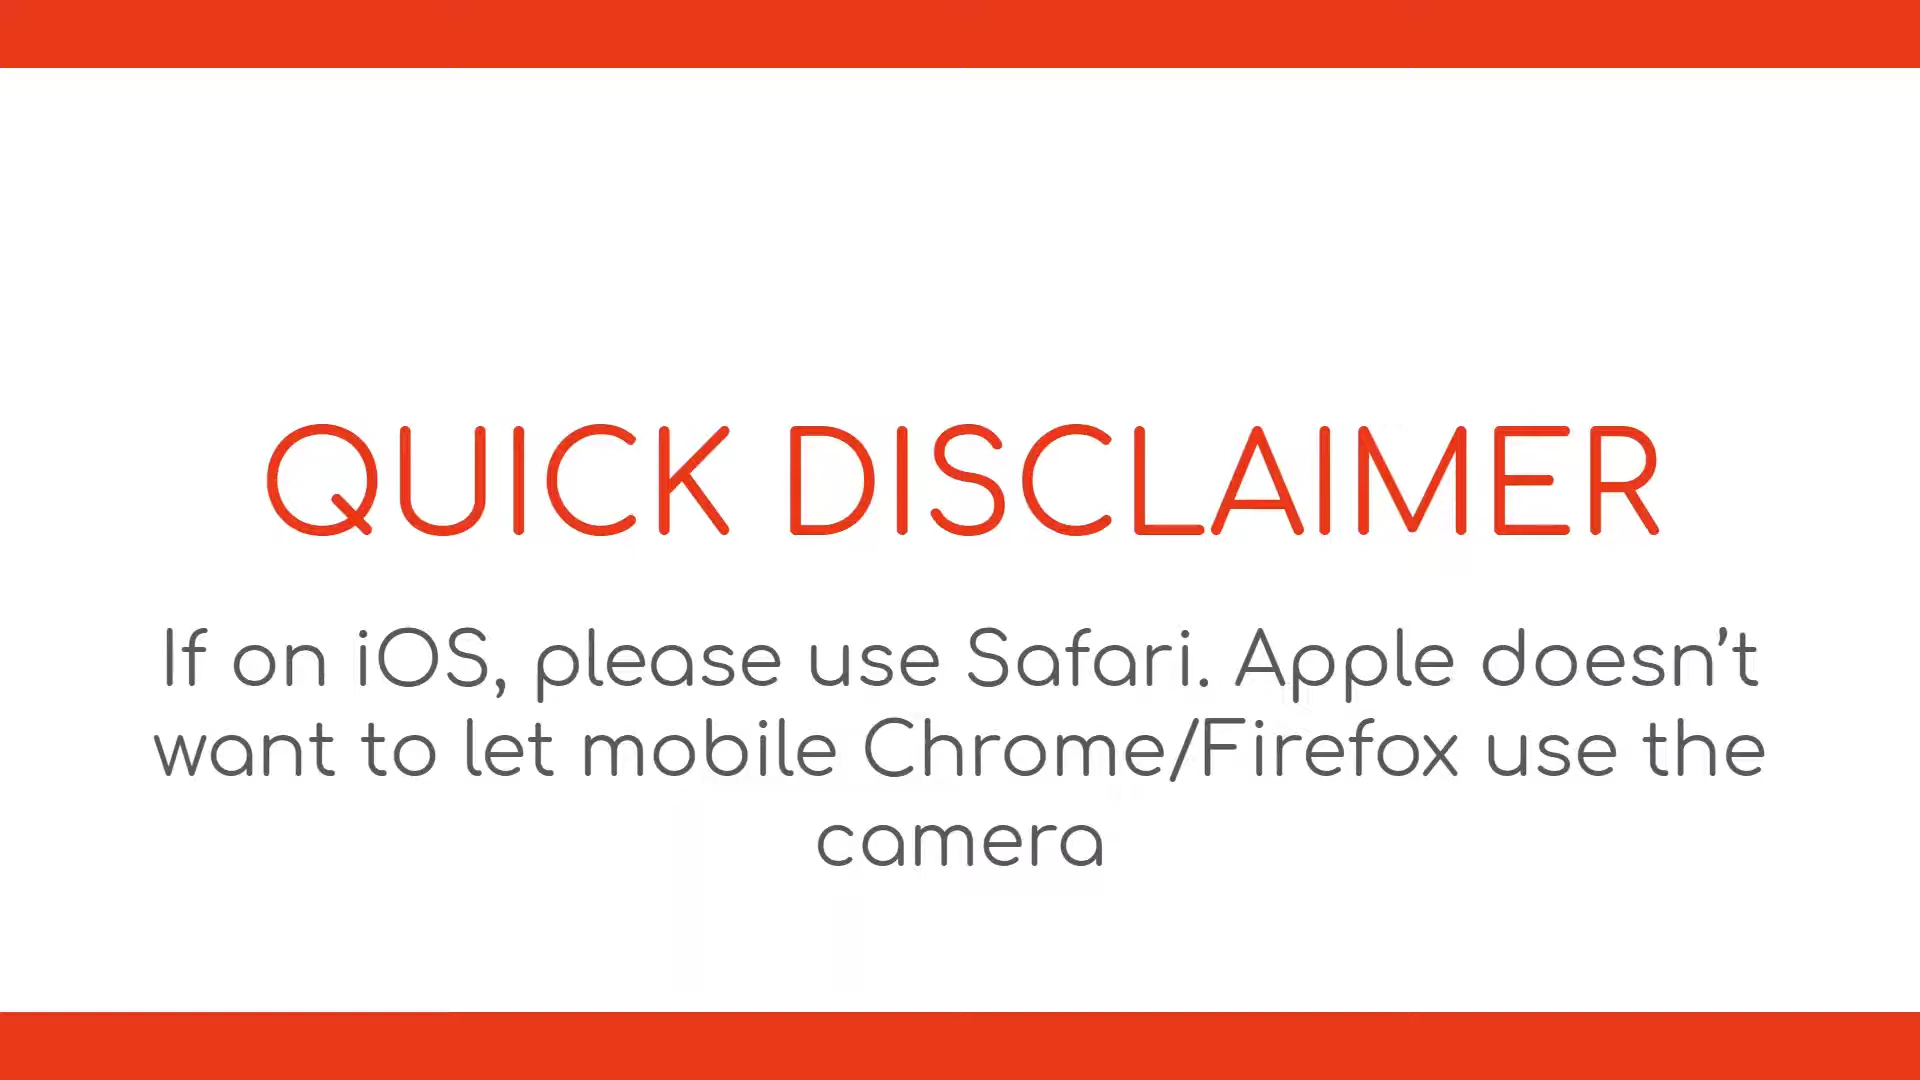 QUICK DISCLAIMER
If on iOS, please use Safari. Apple doesn’t
want to let mobile Chrome/Firefox use the
camera